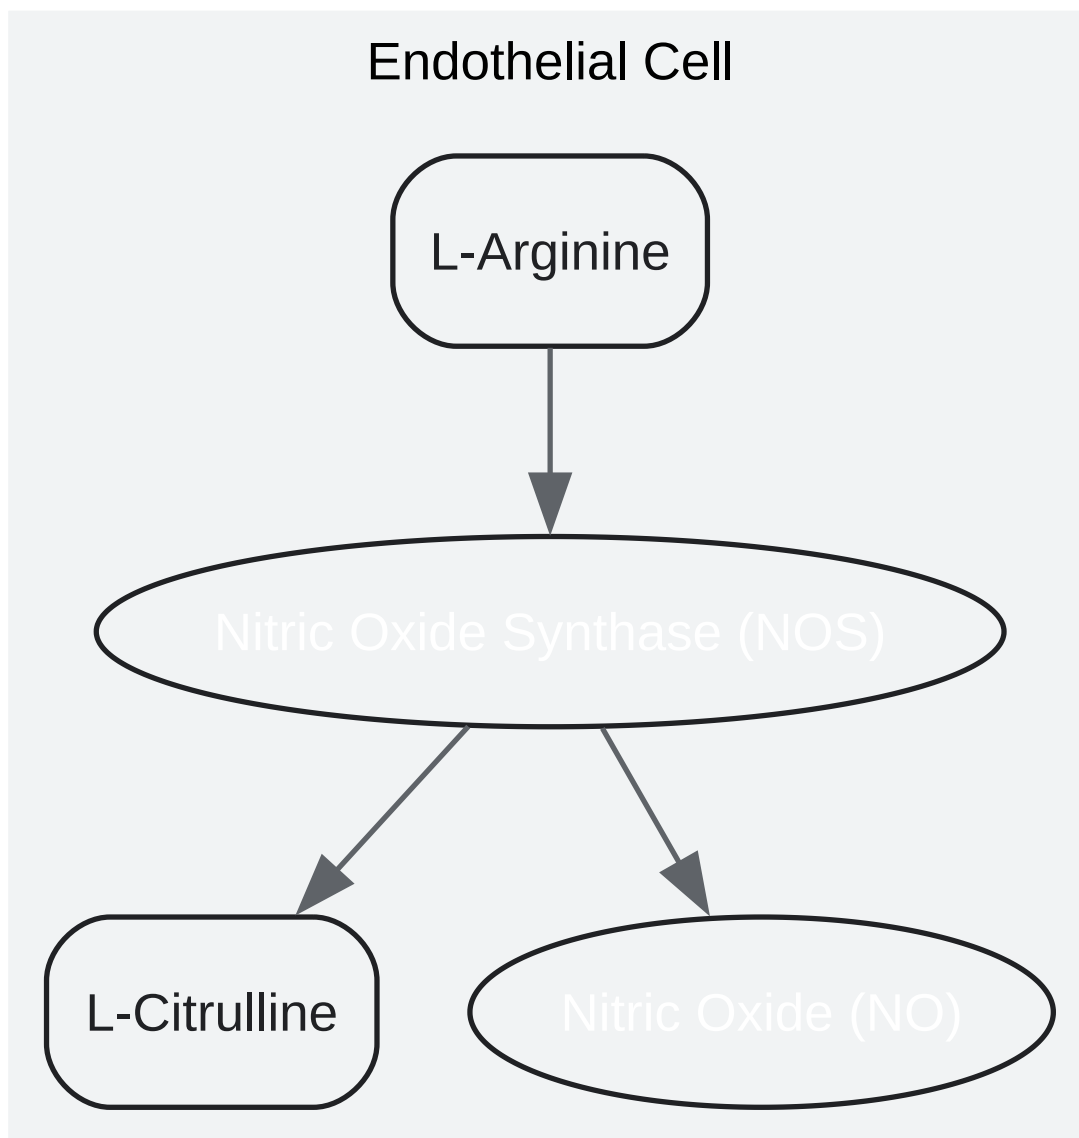 Endothelial Cell
L-Arginine
Nitric Oxide Synthase (NOS)
L-Citrulline
Nitric Oxide (NO)